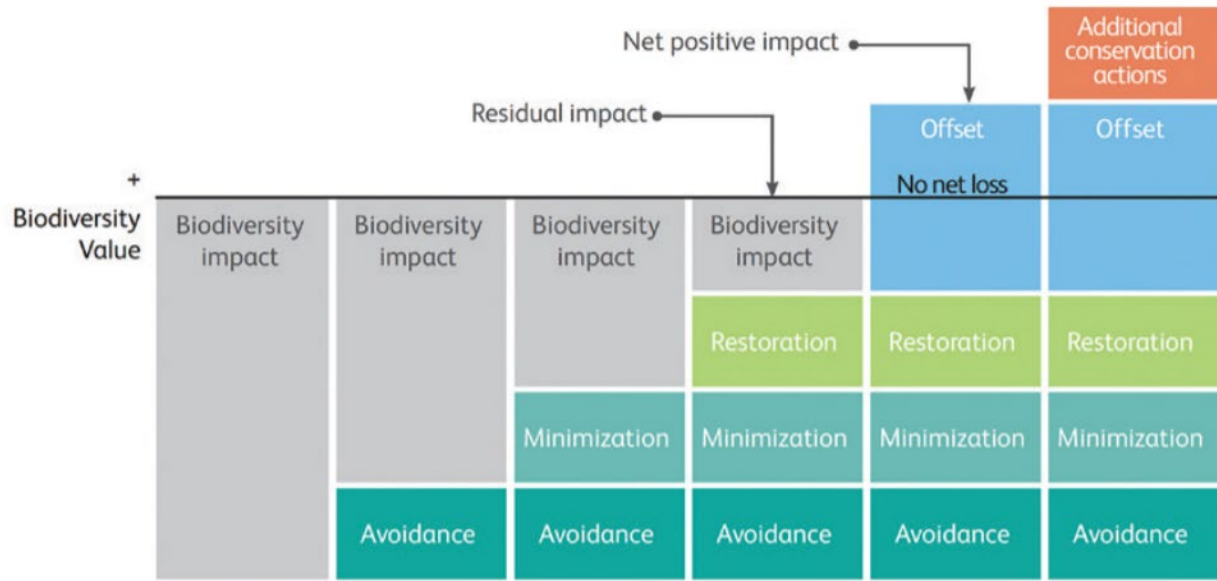 Additional
conservation
actions
Net positive impact
Residual impact
Offset
Offset
+
No net loss
Biodiversity
Value
Biodiversity
impact
Biodiversity
impact
Biodiversity
impact
Biodiversity
impact
Restoration
Restoration
Restoration
Minimization
Minimization
Minimization
Minimization
Avoidance
Avoidance
Avoidance
Avoidance
Avoidance